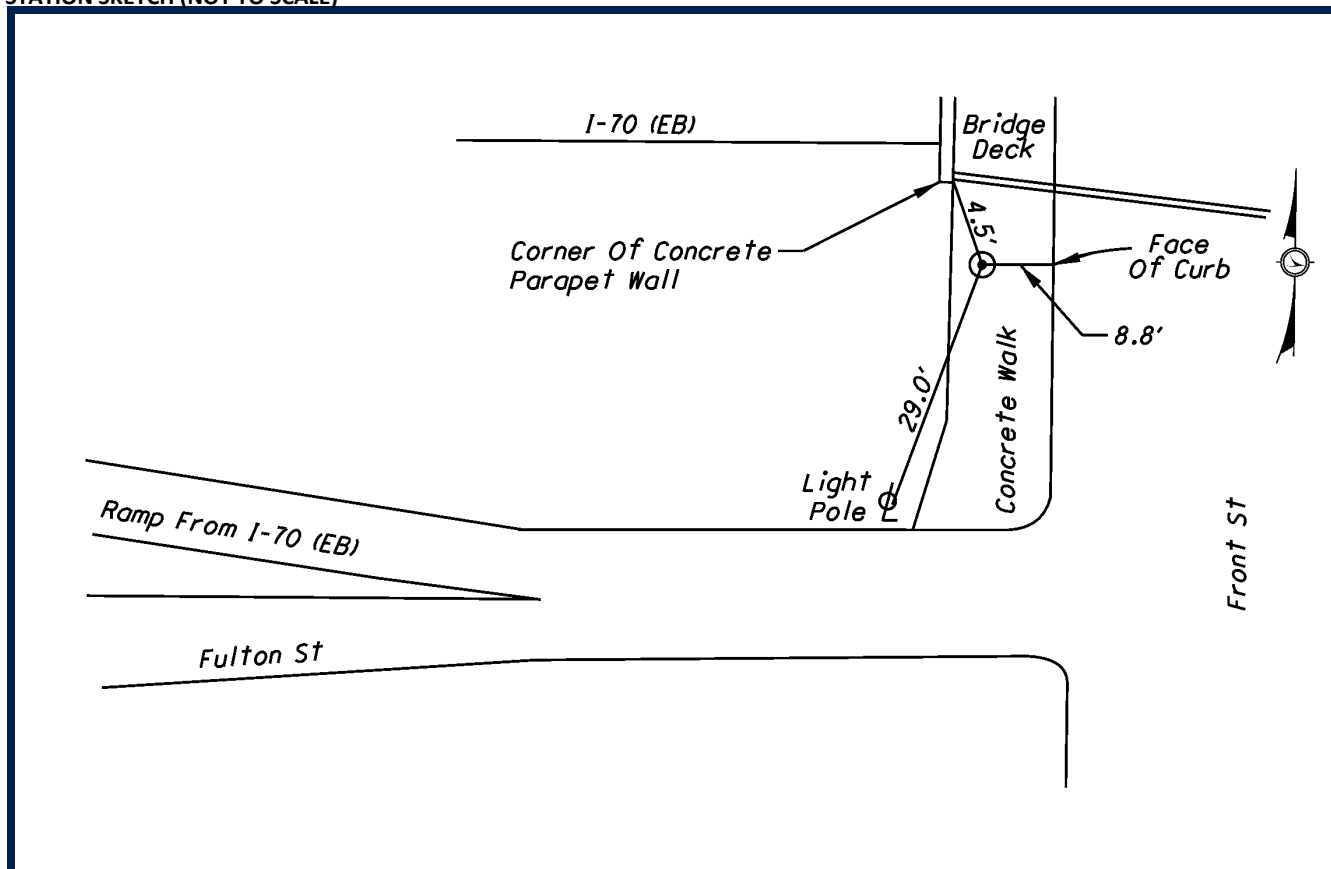 STATION SKETCH (NOT TO SCALE)
I-70 (EB)
Bridge
Deck
4.5'
Corner Of Concrete
Parapet Wall
Face
Of Curb
8.8'
29.0'
Concrete Walk
Light
Pole
Ramp From I-70 (EB)
Front St
Fulton St